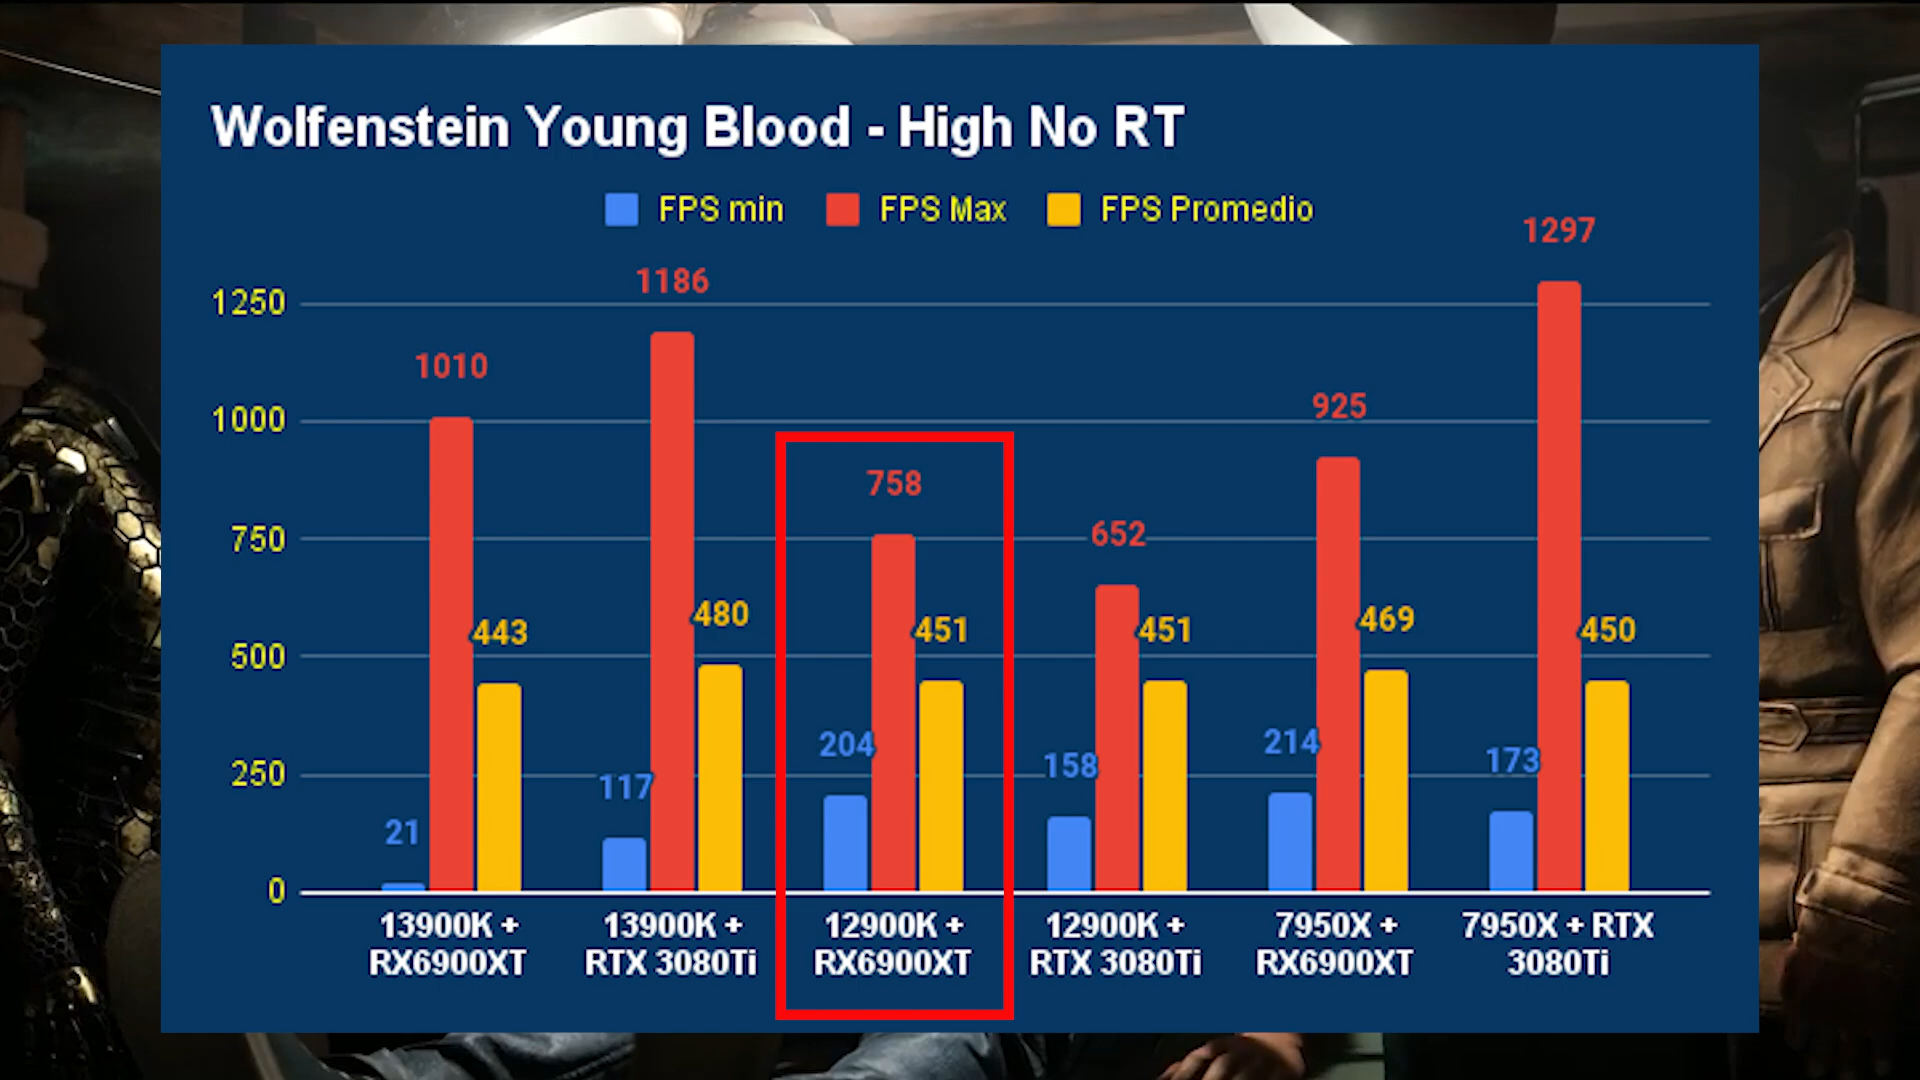 Wolfenstein Young Blood - High No RT
FPS min FPS Max FPS Promedio
1250
1000
750
500
250
0
21
1010
443
117
1186
480
204
758
451
158
652
451
214
925
469
173
1297
450
13900K +
RX6900XT
13900K +
RTX 3080Ti
12900K +
RX6900XT
12900K +
RTX 3080Ti
7950X +
RX6900XT
7950X + RTX
3080Ti